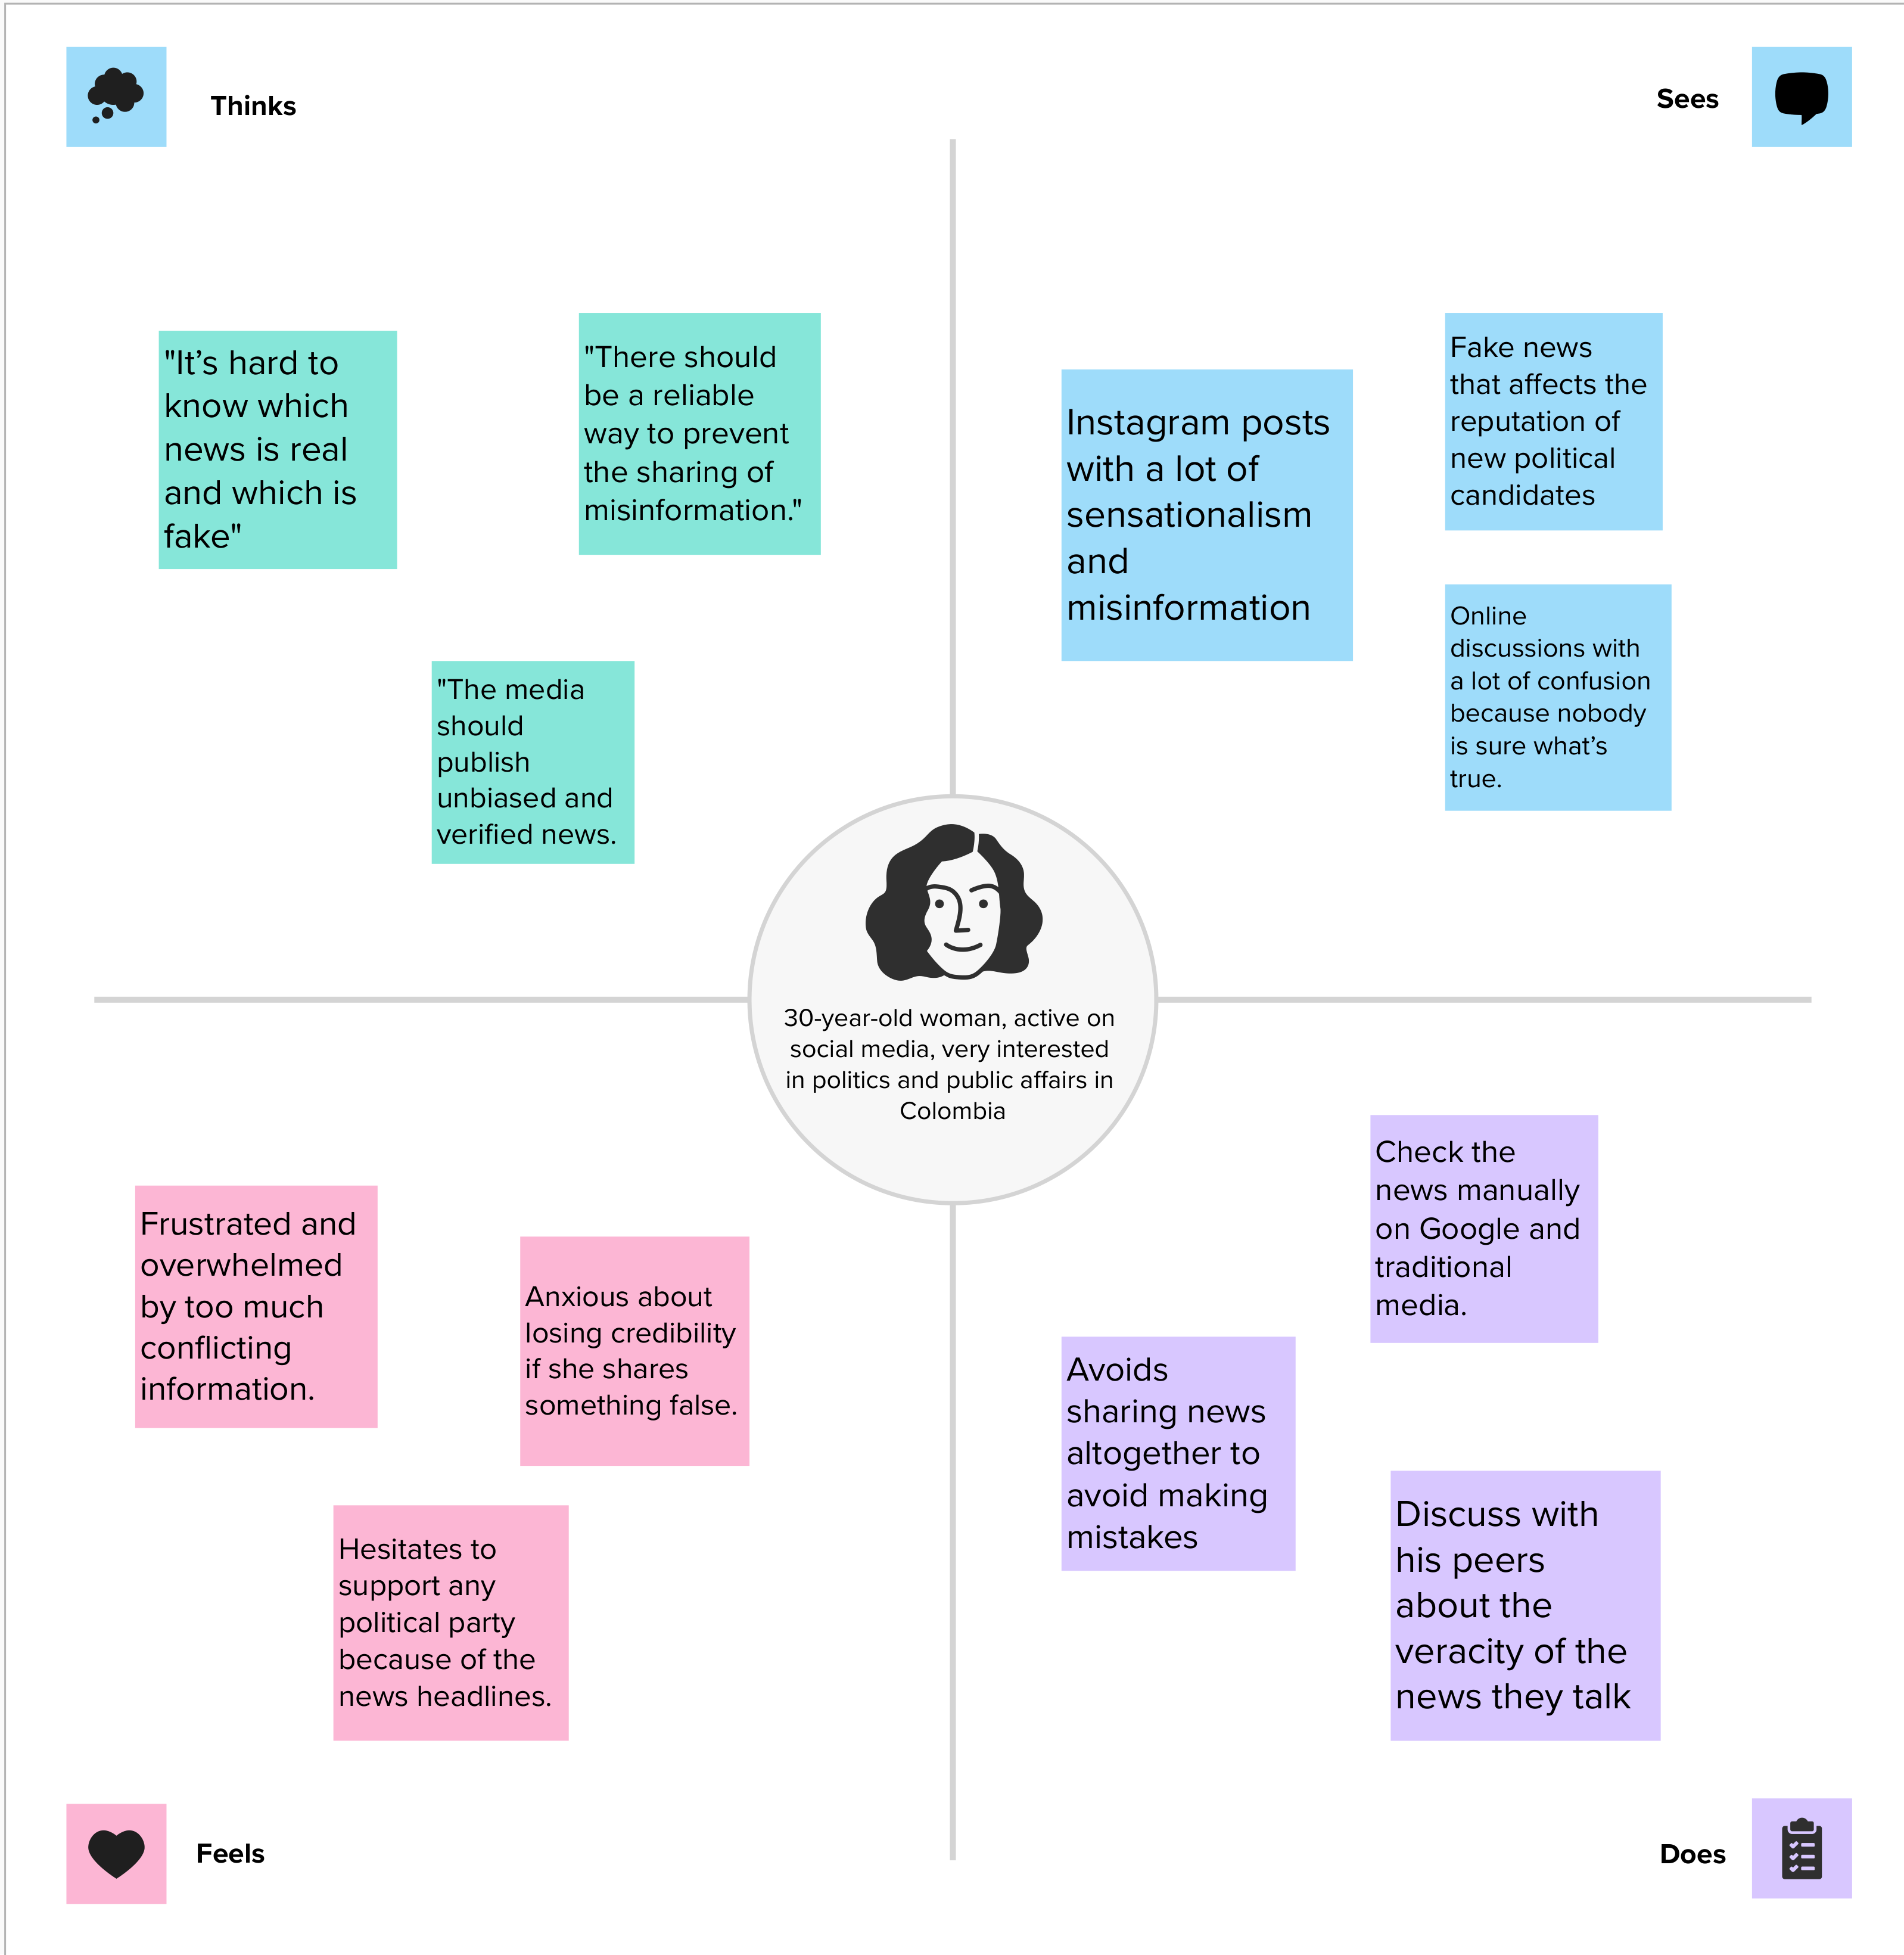 Thinks
Sees
"It’s hard to
know which
news is real
and which is
fake"
"There should
be a reliable
way to prevent
the sharing of
misinformation."
"The media
should
publish
unbiased and
verified news.
Instagram posts
with a lot of
sensationalism
and
misinformation
Fake news
that affects the
reputation of
new political
candidates
Online
discussions with
a lot of confusion
because nobody
is sure what’s
true.
30-year-old woman, active on
social media, very interested
in politics and public affairs in
Colombia
Frustrated and
overwhelmed
by too much
conflicting
information.
Anxious about
losing credibility
if she shares
something false.
Hesitates to
support any
political party
because of the
news headlines.
Check the
news manually
on Google and
traditional
media.
Avoids
sharing news
altogether to
avoid making
mistakes
Discuss with
his peers
about the
veracity of the
news they talk
Feels
Does